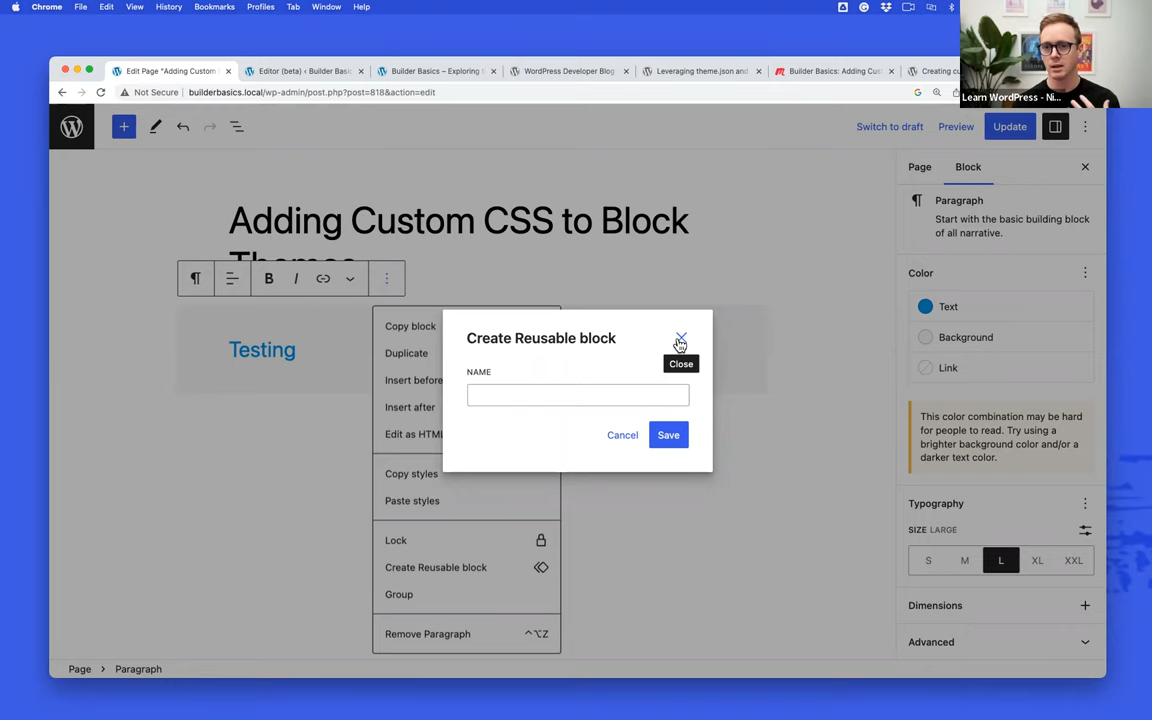 Chrome File Edit View History Bookmarks Profiles Tab Window Help
Edit Page "Adding Custom
Editor (beta) ‹ Builder Basic
Builder Basics – Exploring t
WordPress Developer Blog
Leveraging theme.json and
Builder Basics: Adding Cus
Creating cu
Not Secure
builderbasics.local/wp-admin/post.php?post=818&action=edit
Learn WordPress - Ni...
Switch to draft
Preview
Update
Page
Block
Adding Custom CSS to Block
Themes
Paragraph
Start with the basic building block
of all narrative.
B I
Color
Text
Background
Link
Testing
Copy block
Duplicate
Insert before
Insert after
Edit as HTML
Copy styles
Paste styles
Lock
Create Reusable block
Group
Remove Paragraph ^⌥Z
Create Reusable block
Close
NAME
Cancel
Save
This color combination may be hard
for people to read. Try using a
brighter background color and/or a
darker text color.
Typography
SIZE LARGE
S M L XL XXL
Dimensions
Advanced
Page > Paragraph